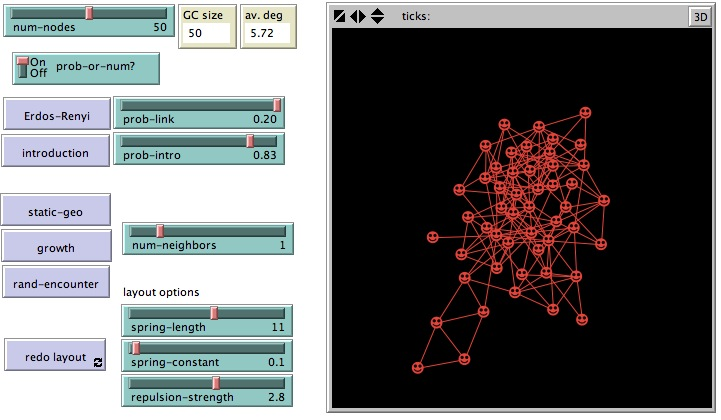 num-nodes 50
GC size
50
av. deg
5.72
ticks:
3D
On
Off
prob-or-num?
Erdos-Renyi
prob-link 0.20
introduction
prob-intro 0.83
static-geo
growth
num-neighbors 1
rand-encounter
layout options
spring-length 11
redo layout
spring-constant 0.1
repulsion-strength 2.8